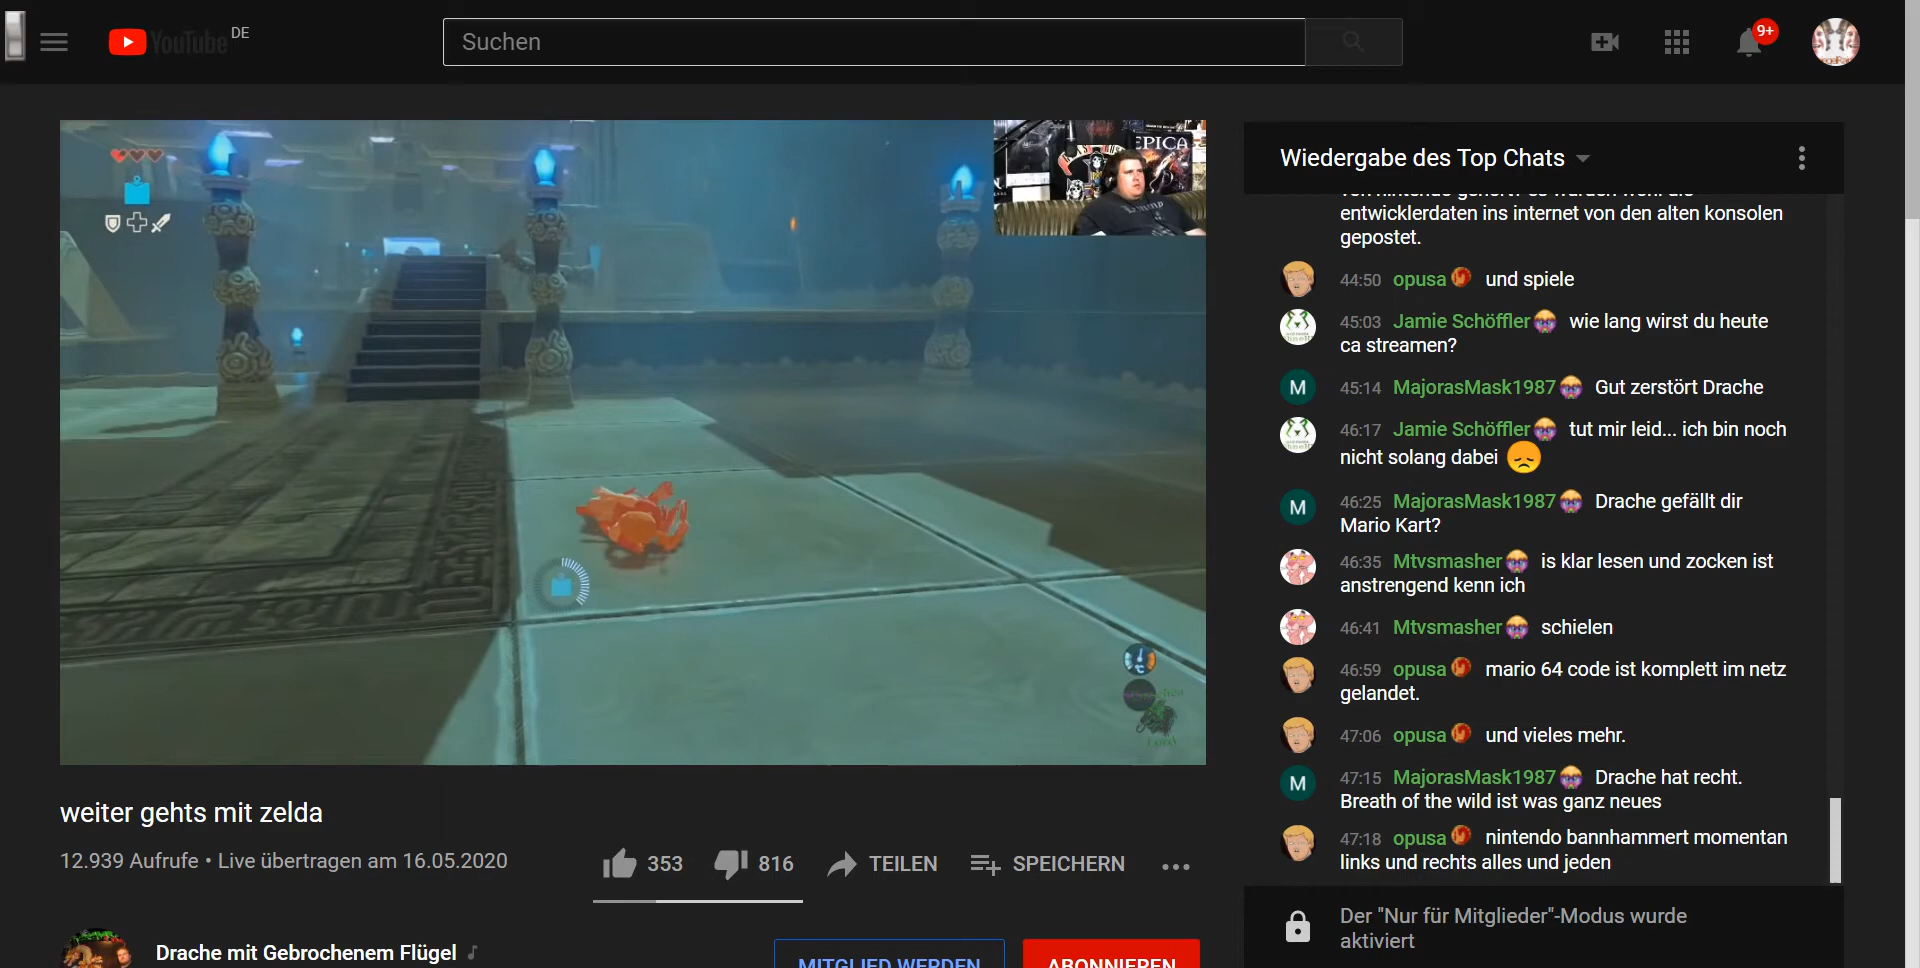 YouTube DE
Suchen
9+
EPICA
Wiedergabe des Top Chats
entwicklerdaten ins internet von den alten konsolen
gepostet.
44:50 opusa und spiele
45:03 Jamie Schöffler wie lang wirst du heute
ca streamen?
M 45:14 MajorasMask1987 Gut zerstört Drache
46:17 Jamie Schöffler tut mir leid... ich bin noch
nicht solang dabei
M 46:25 MajorasMask1987 Drache gefällt dir
Mario Kart?
46:35 Mtvsmasher is klar lesen und zocken ist
anstrengend kenn ich
46:41 Mtvsmasher schielen
46:59 opusa mario 64 code ist komplett im netz
gelandet.
47:06 opusa und vieles mehr.
M 47:15 MajorasMask1987 Drache hat recht.
Breath of the wild ist was ganz neues
47:18 opusa nintendo bannhammert momentan
links und rechts alles und jeden
Der "Nur für Mitglieder"-Modus wurde
aktiviert
weiter gehts mit zelda
12.939 Aufrufe • Live übertragen am 16.05.2020
353 816 TEILEN SPEICHERN
Drache mit Gebrochenem Flügel
MITGLIED WERDEN
ABONNIEREN